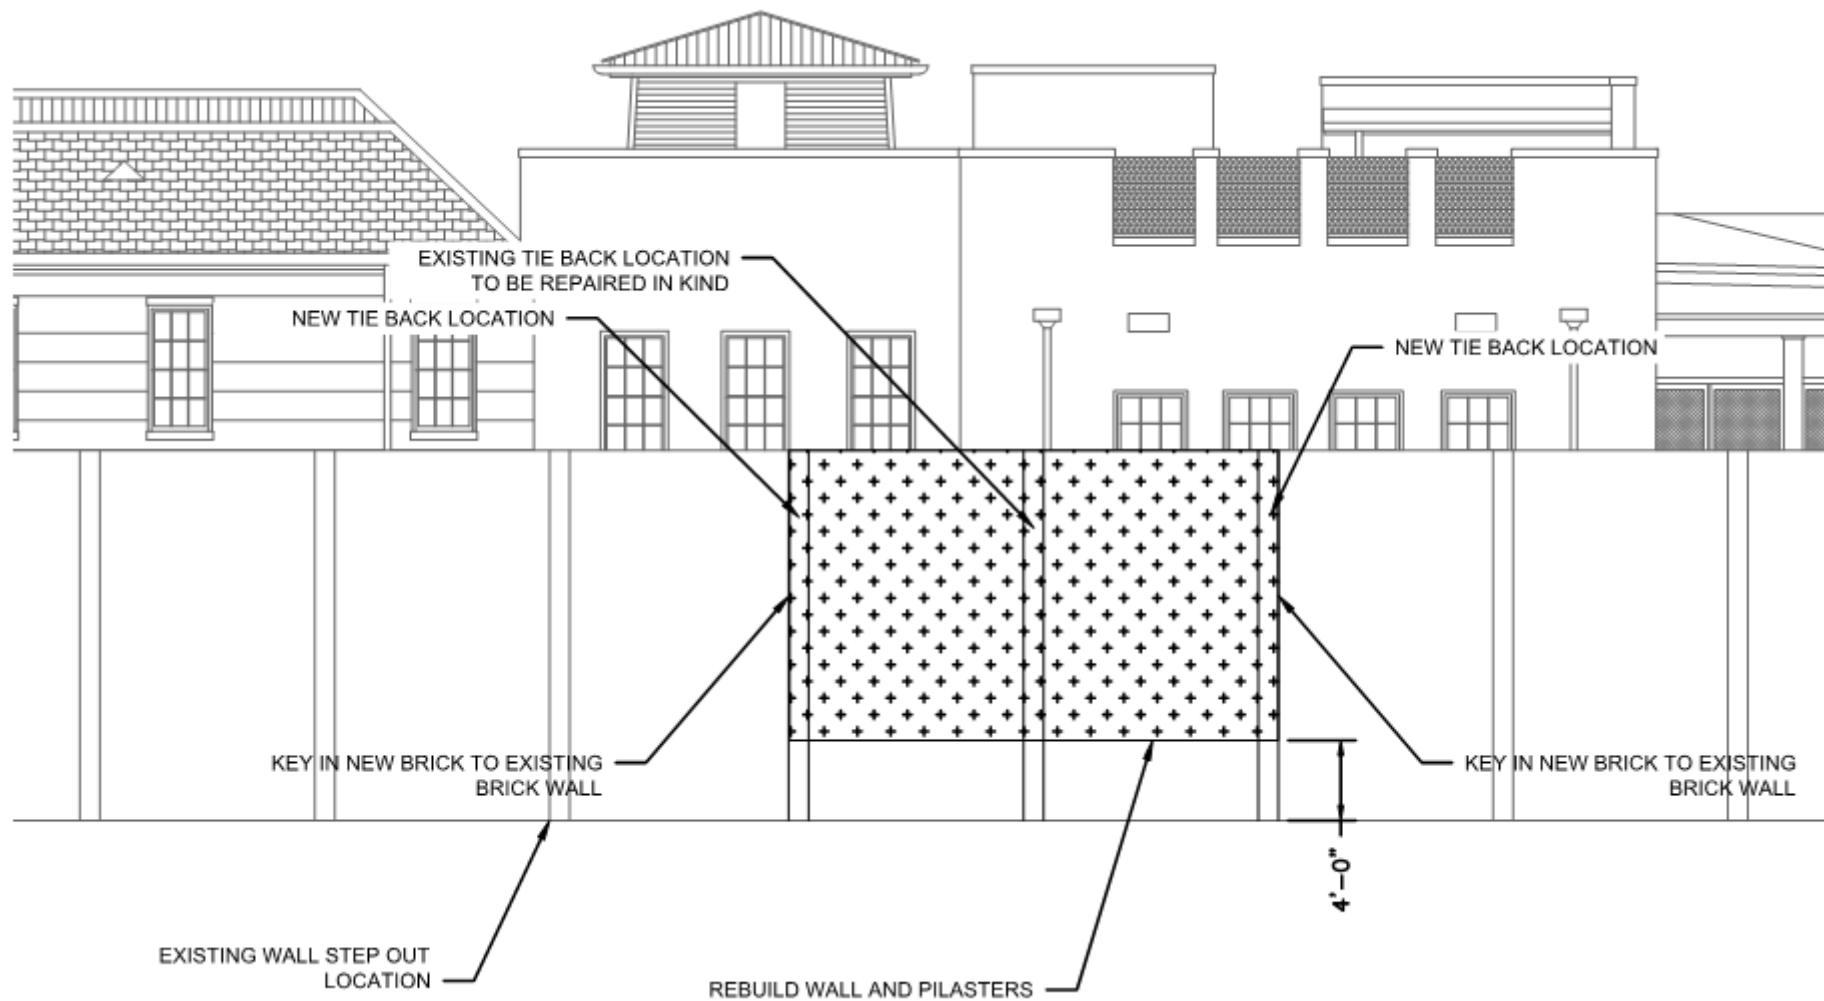 EXISTING TIE BACK LOCATION
TO BE REPAIRED IN KIND
NEW TIE BACK LOCATION
NEW TIE BACK LOCATION
KEY IN NEW BRICK TO EXISTING
BRICK WALL
KEY IN NEW BRICK TO EXISTING
BRICK WALL
4'-0"
EXISTING WALL STEP OUT
LOCATION
REBUILD WALL AND PILASTERS